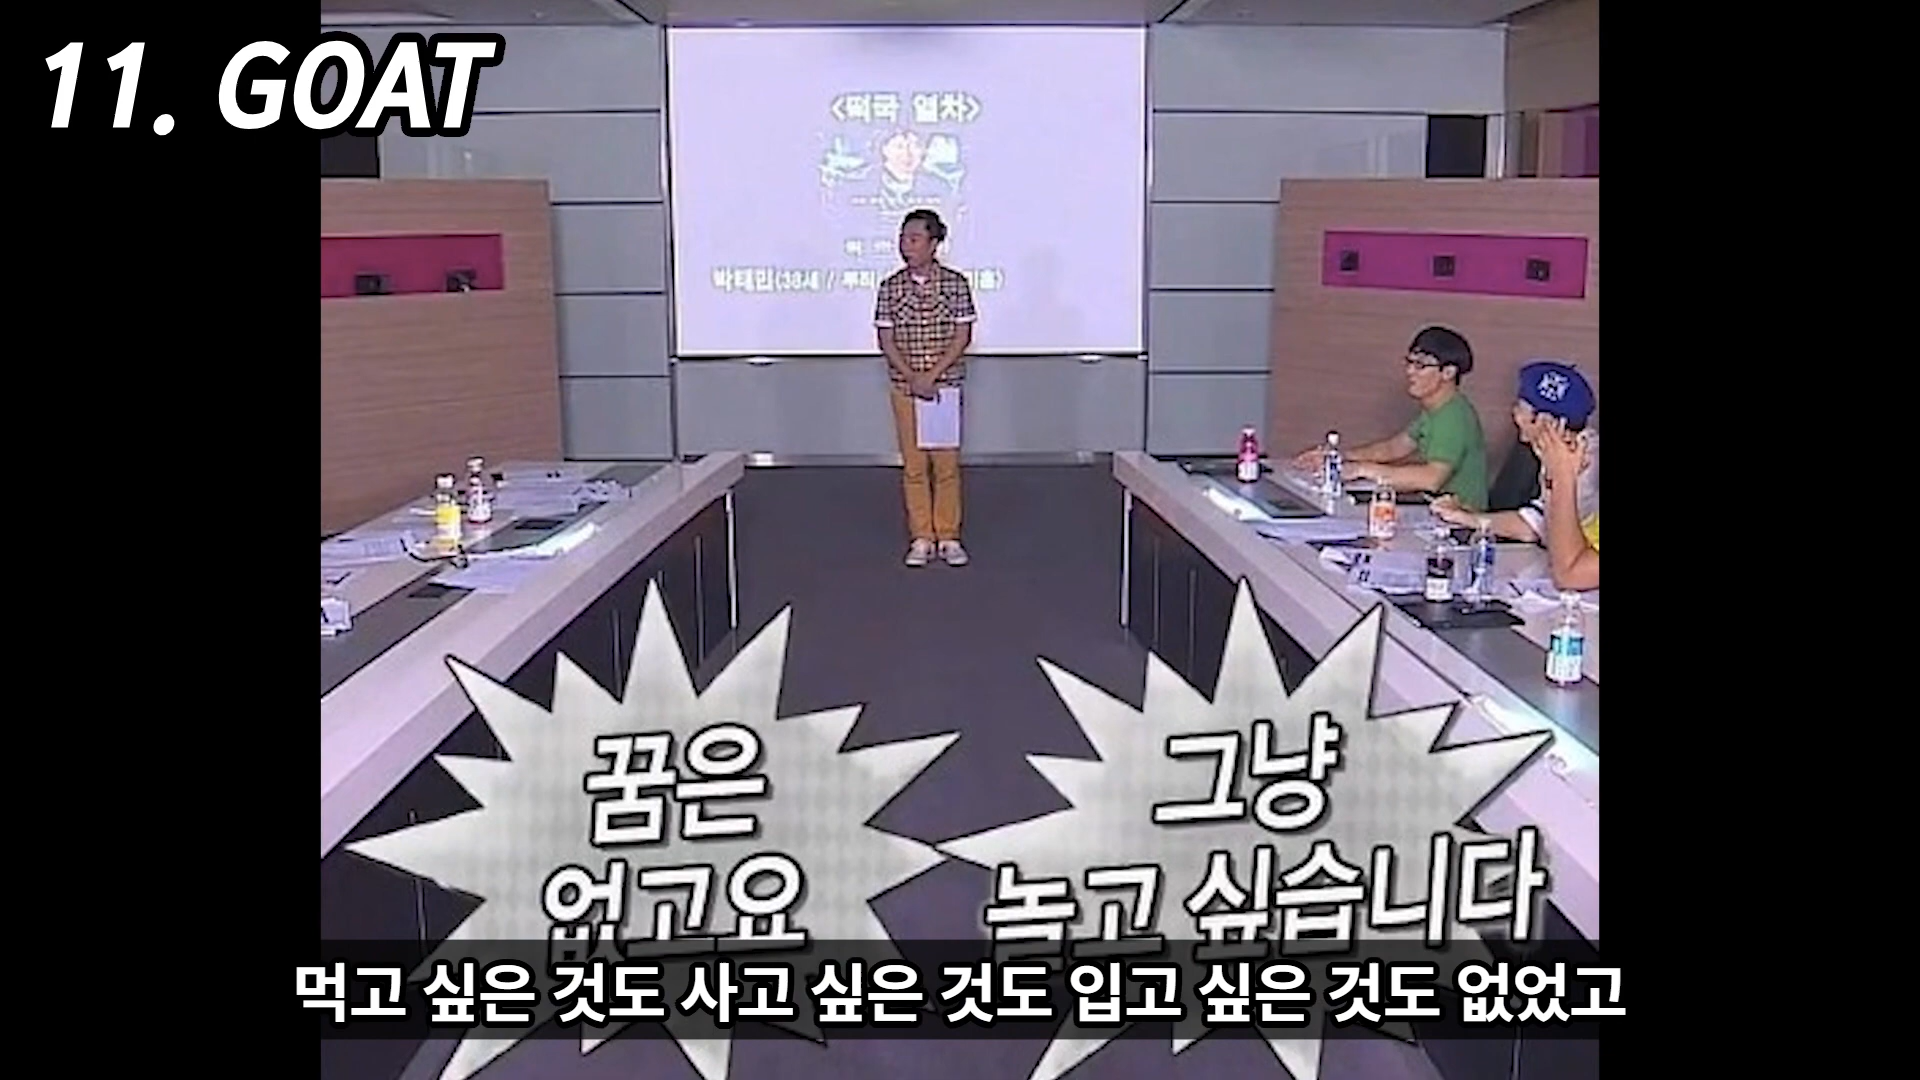 11. GOAT
<떡국 열차>
박태민(38세 /
꿈은
없고요
그냥
놀고 싶습니다
먹고 싶은 것도 사고 싶은 것도 입고 싶은 것도 없었고